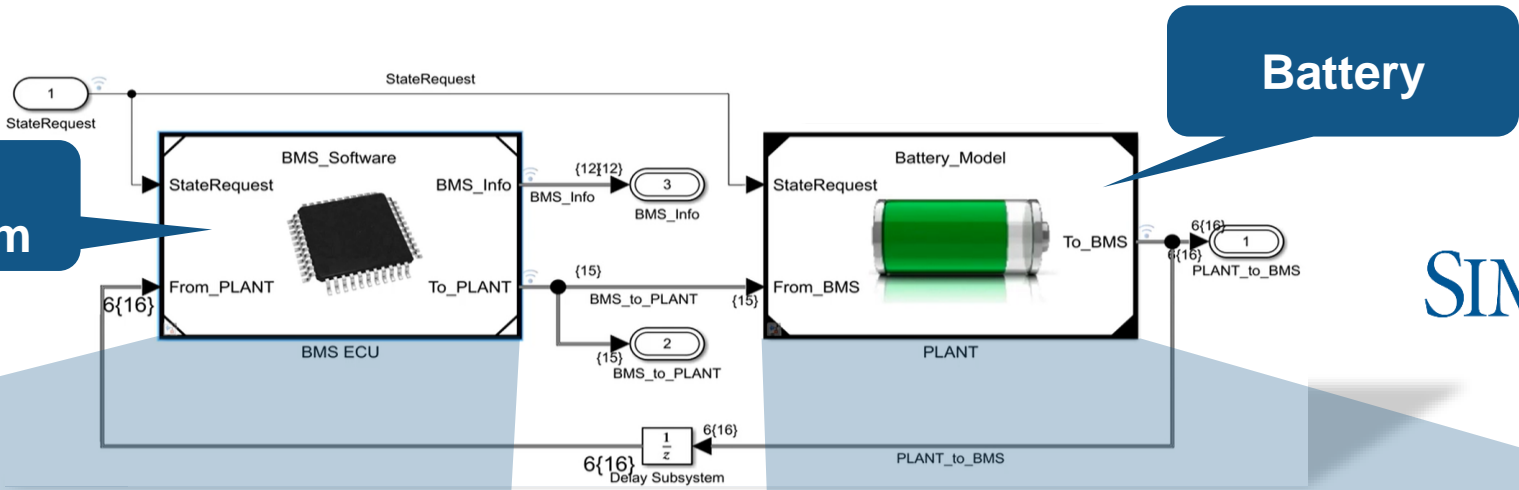 Battery
StateRequest
1
StateRequest
BMS_Software
StateRequest
From_PLANT
BMS_Info
To_PLANT
6{16}
BMS ECU
{12}
{12}
BMS_Info
3
BMS_Info
{15}
BMS_to_PLANT
{15}
{15}
2
BMS_to_PLANT
Battery_Model
StateRequest
From_BMS
To_BMS
PLANT
6{16}
6{16}
1
PLANT_to_BMS
1
z
6{16}
6{16}
Delay Subsystem
PLANT_to_BMS